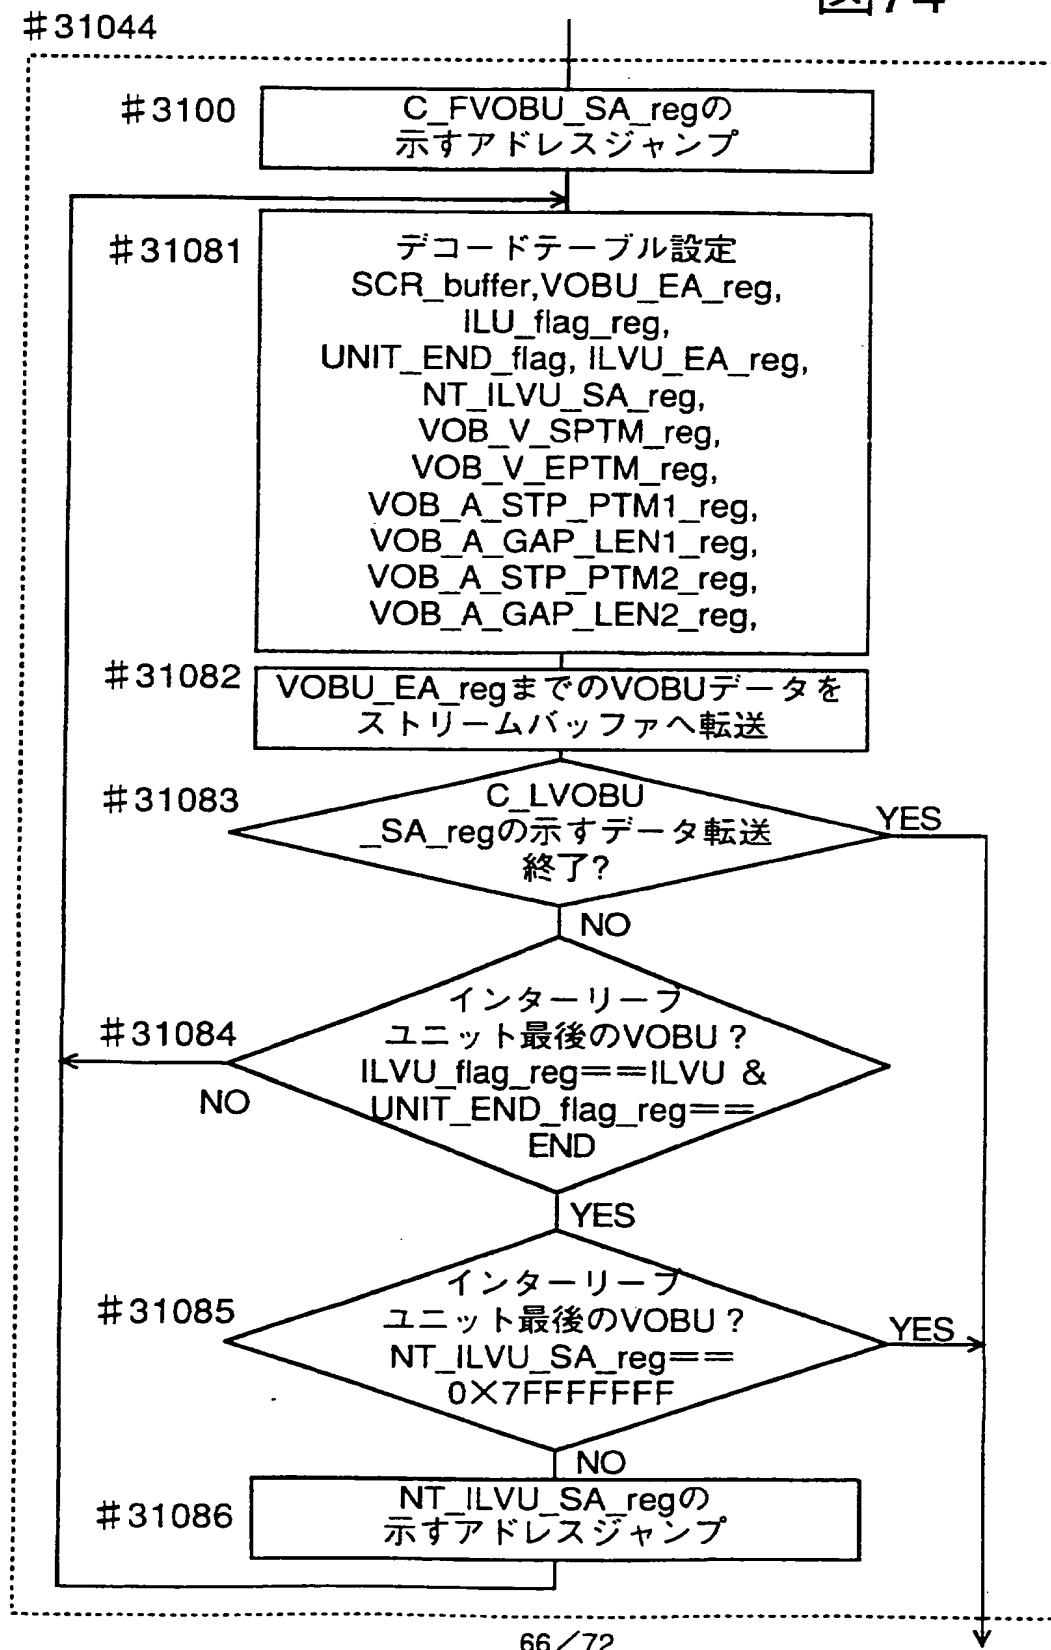 図74
#31044
#3100
C_FVOBU_SA_regの
示すアドレスジャンプ
#31081
デコードテーブル設定
SCR_buffer,VOBU_EA_reg,
ILU_flag_reg,
UNIT_END_flag, ILVU_EA_reg,
NT_ILVU_SA_reg,
VOB_V_SPTM_reg,
VOB_V_EPTM_reg,
VOB_A_STP_PTM1_reg,
VOB_A_GAP_LEN1_reg,
VOB_A_STP_PTM2_reg,
VOB_A_GAP_LEN2_reg,
#31082
VOBU_EA_regまでのVOBUデータを
ストリームバッファへ転送
#31083
C_LVOBU
_SA_regの示すデータ転送
終了?
YES
NO
#31084
インターリーブ
ユニット最後のVOBU?
ILVU_flag_reg==ILVU &
UNIT_END_flag_reg==
END
NO
YES
#31085
インターリーブ
ユニット最後のVOBU?
NT_ILVU_SA_reg==
0×7FFFFFFF
YES
NO
#31086
NT_ILVU_SA_regの
示すアドレスジャンプ
66/72